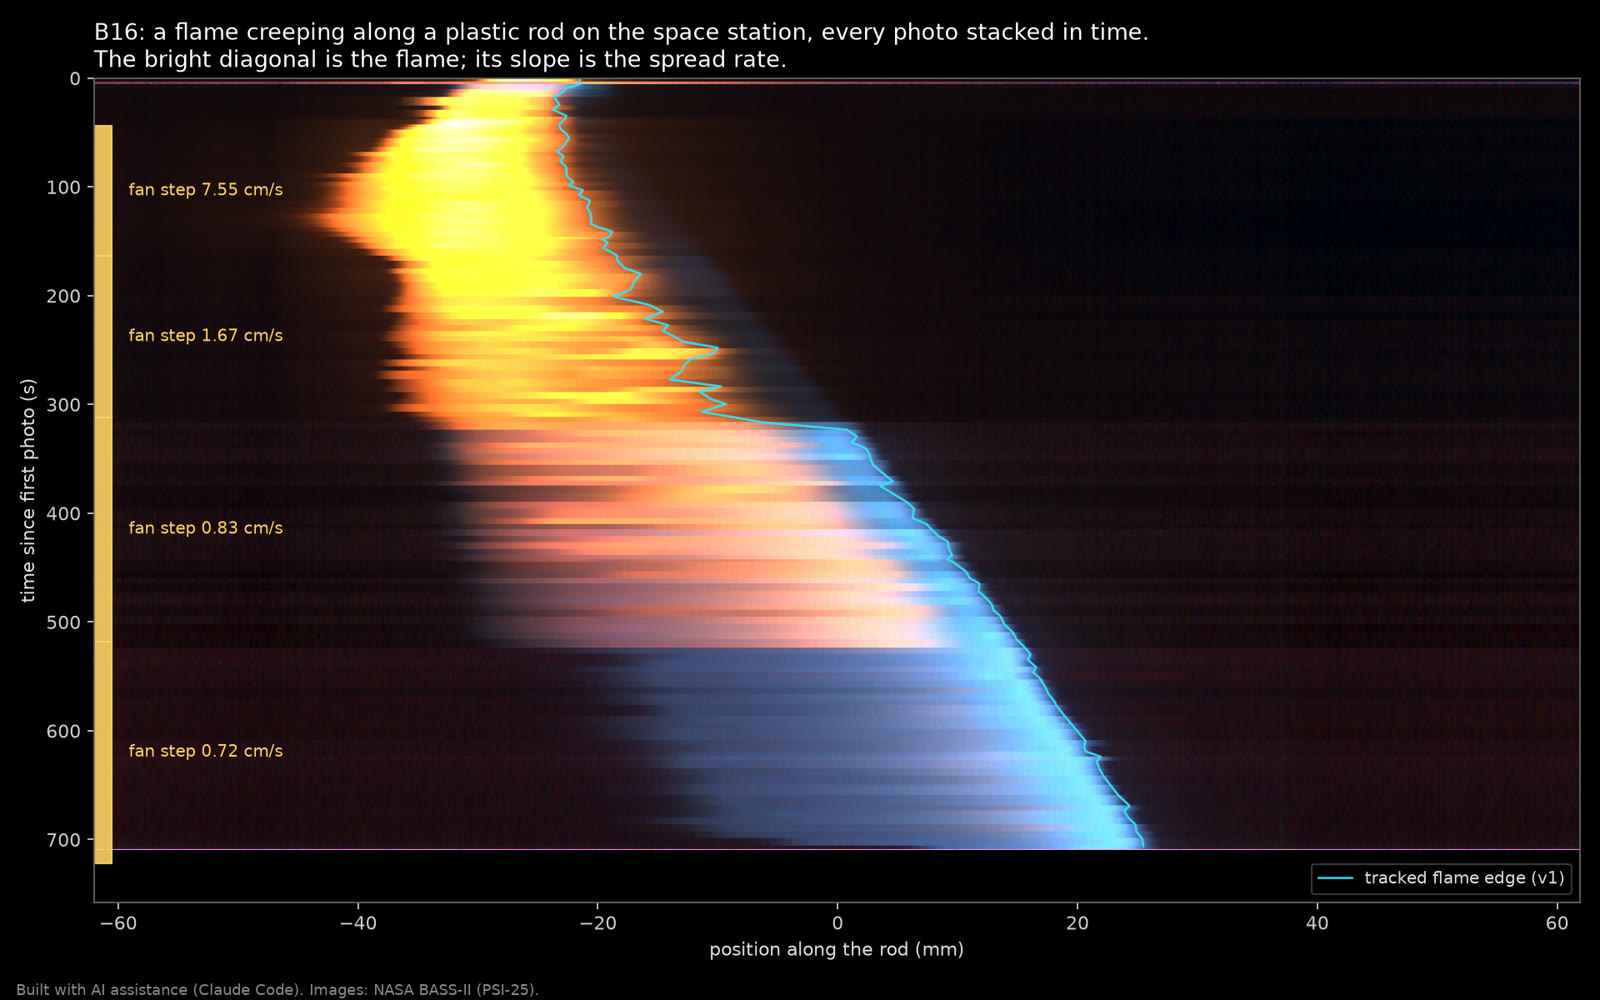 B16: a flame creeping along a plastic rod on the space station, every photo stacked in time.
The bright diagonal is the flame; its slope is the spread rate.
0
100
200
300
400
500
600
700
time since first photo (s)
fan step 7.55 cm/s
fan step 1.67 cm/s
fan step 0.83 cm/s
fan step 0.72 cm/s
tracked flame edge (v1)
−60
−40
−20
0
20
40
60
position along the rod (mm)
Built with AI assistance (Claude Code). Images: NASA BASS-II (PSI-25).